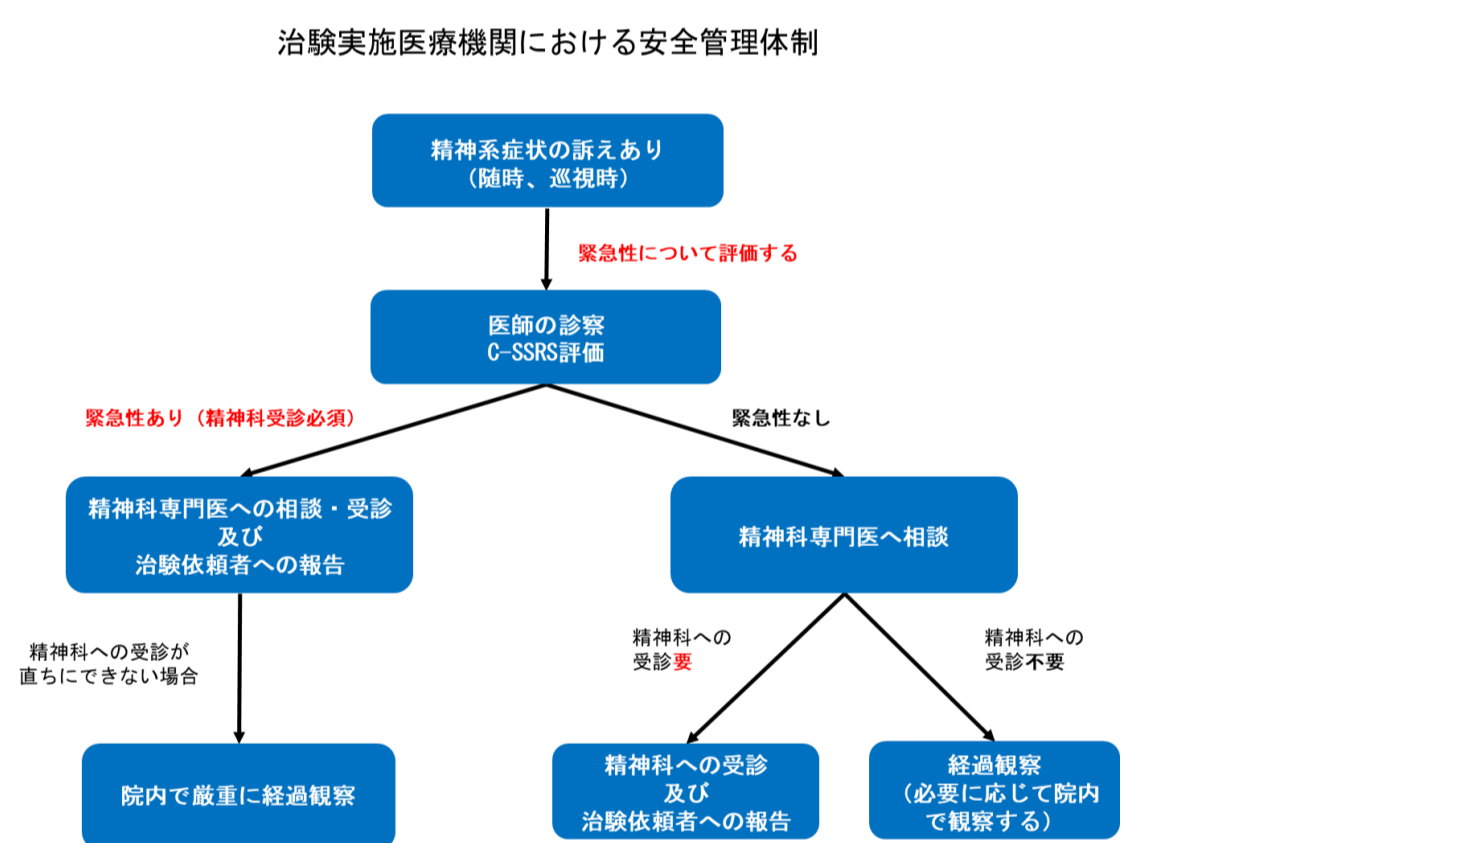 治験実施医療機関における安全管理体制
精神系症状の訴えあり
（随時、巡視時）
緊急性について評価する
医師の診察
C-SSRS評価
緊急性あり（精神科受診必須）
緊急性なし
精神科専門医への相談・受診
及び
治験依頼者への報告
精神科専門医へ相談
精神科への受診が
直ちにできない場合
精神科への
受診要
精神科への
受診不要
院内で厳重に経過観察
精神科への受診
及び
治験依頼者への報告
経過観察
（必要に応じて院内
で観察する）